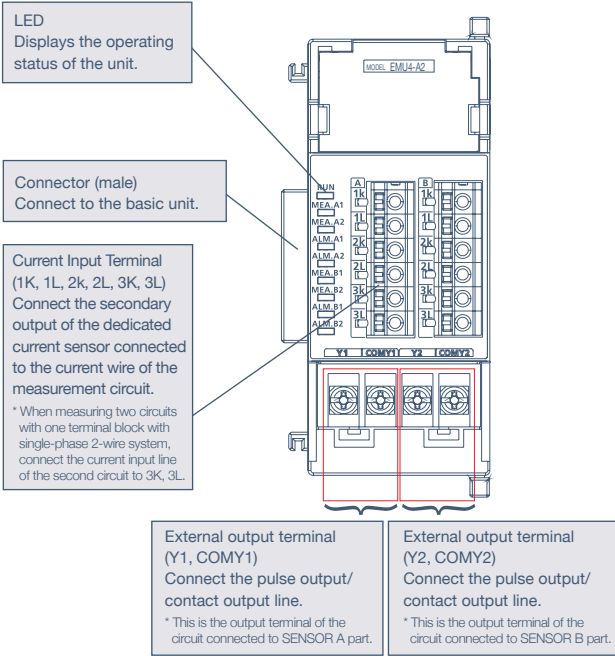 LED
Displays the operating
status of the unit.
MODEL EMU4-A2
Connector (male)
Connect to the basic unit.
Current Input Terminal
(1K, 1L, 2k, 2L, 3K, 3L)
Connect the secondary
output of the dedicated
current sensor connected
to the current wire of the
measurement circuit.
* When measuring two circuits
with one terminal block with
single-phase 2-wire system,
connect the current input line
of the second circuit to 3K, 3L.
RUN
MEA.A1
MEA.A2
ALM.A1
ALM.A2
MEA.B1
MEA.B2
ALM.B1
ALM.B2
A
1k
1L
2k
2L
3k
3L
B
1k
1L
2k
2L
3k
3L
Y1 COMY1 Y2 COMY2
External output terminal
(Y1, COMY1)
Connect the pulse output/
contact output line.
* This is the output terminal of the
circuit connected to SENSOR A part.
External output terminal
(Y2, COMY2)
Connect the pulse output/
contact output line.
* This is the output terminal of the
circuit connected to SENSOR B part.